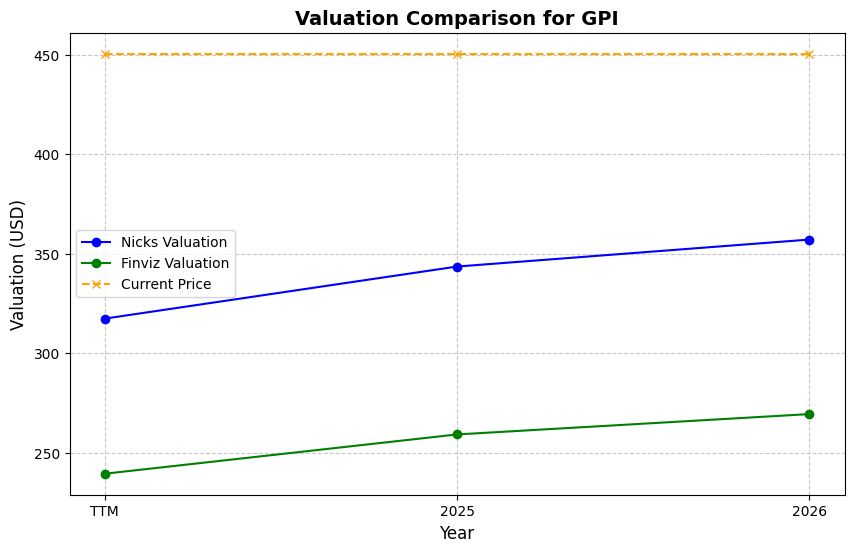 Valuation Comparison for GPI
Valuation (USD)
450
400
350
300
250
Nicks Valuation
Finviz Valuation
Current Price
TTM
2025
2026
Year